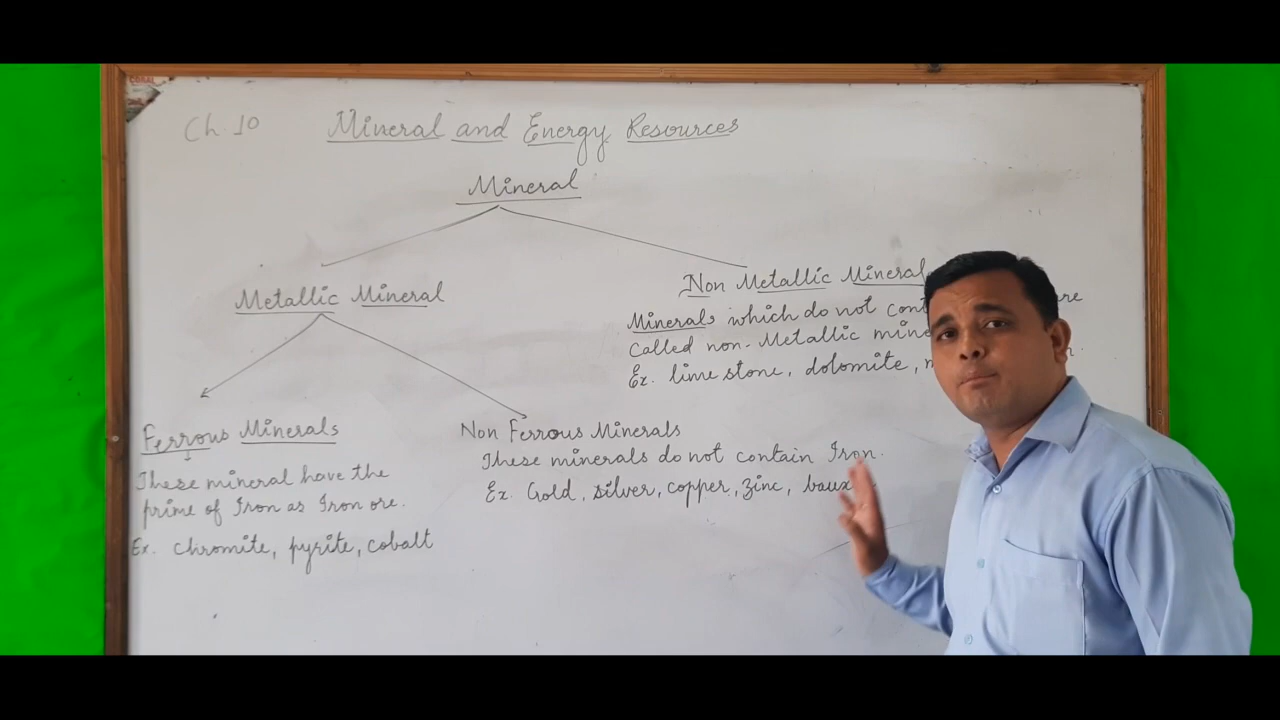 Ch. 10
Mineral and Energy Resources
Mineral
Metallic Mineral
Non Metallic Mineral
Minerals which do not
Called non-Metallic
Ex. lime stone, dolomite,
Ferrous Minerals
These mineral have the
prime of Iron as Iron ore.
Ex. chromite, pyrite, cobalt
Non Ferrous Minerals
These minerals do not contain Iron.
Ex. Gold, silver, copper, zinc,